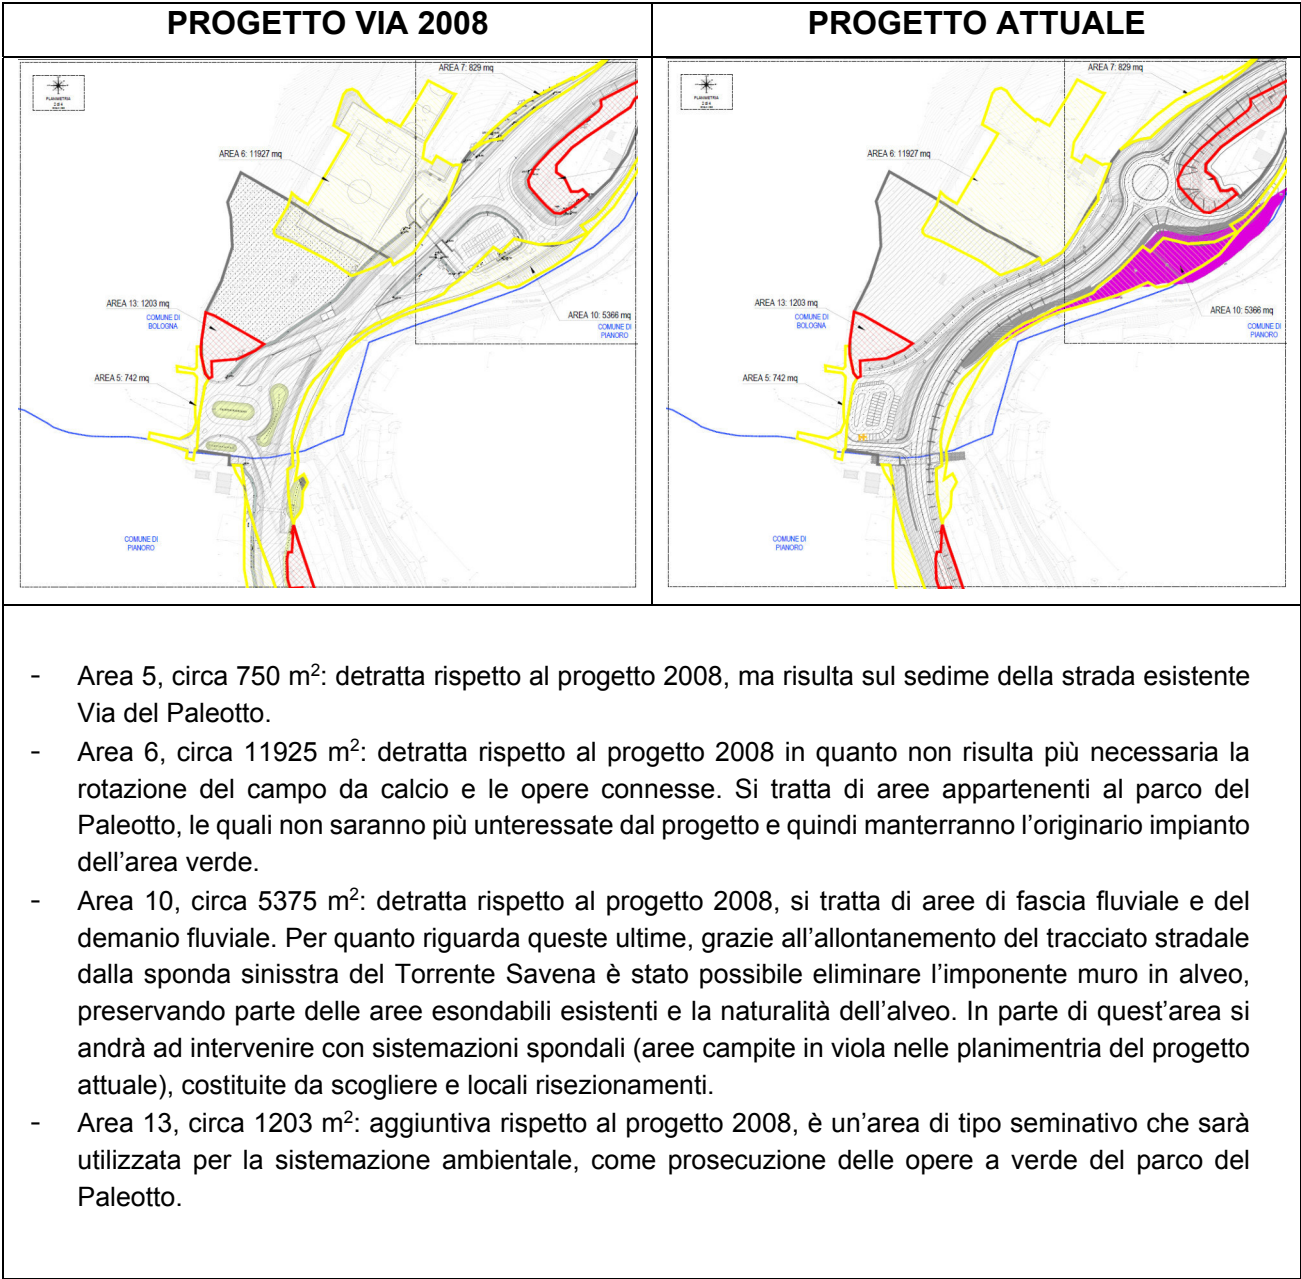 PROGETTO VIA 2008
PROGETTO ATTUALE
PLANIMETRIA
2 di 4
AREA 7: 829 mq
AREA 6: 11927 mq
AREA 13: 1203 mq
COMUNE DI
BOLOGNA
AREA 10: 5366 mq
COMUNE DI
PIANORO
AREA 5: 742 mq
COMUNE DI
PIANORO
PLANIMETRIA
2 di 4
AREA 7: 829 mq
AREA 6: 11927 mq
AREA 13: 1203 mq
COMUNE DI
BOLOGNA
AREA 10: 5366 mq
COMUNE DI
PIANORO
AREA 5: 742 mq
COMUNE DI
PIANORO
- Area 5, circa 750 m²: detratta rispetto al progetto 2008, ma risulta sul sedime della strada esistente
Via del Paleotto.
- Area 6, circa 11925 m²: detratta rispetto al progetto 2008 in quanto non risulta più necessaria la
rotazione del campo da calcio e le opere connesse. Si tratta di aree appartenenti al parco del
Paleotto, le quali non saranno più unteressate dal progetto e quindi manterranno l’originario impianto
dell’area verde.
- Area 10, circa 5375 m²: detratta rispetto al progetto 2008, si tratta di aree di fascia fluviale e del
demanio fluviale. Per quanto riguarda queste ultime, grazie all’allontanemento del tracciato stradale
dalla sponda sinisstra del Torrente Savena è stato possibile eliminare l’imponente muro in alveo,
preservando parte delle aree esondabili esistenti e la naturalità dell’alveo. In parte di quest’area si
andrà ad intervenire con sistemazioni spondali (aree campite in viola nelle planimentria del progetto
attuale), costituite da scogliere e locali risezionamenti.
- Area 13, circa 1203 m²: aggiuntiva rispetto al progetto 2008, è un’area di tipo seminativo che sarà
utilizzata per la sistemazione ambientale, come prosecuzione delle opere a verde del parco del
Paleotto.